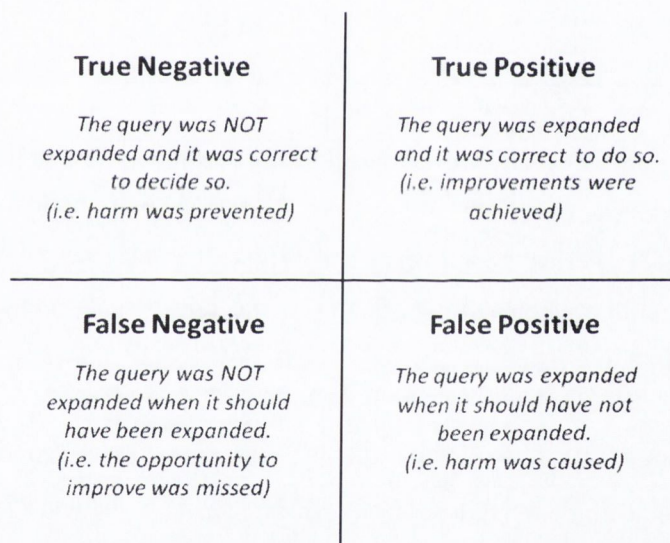 True Negative
The query was NOT
expanded and it was correct
to decide so.
(i.e. harm was prevented)
True Positive
The query was expanded
and it was correct to do so.
(i.e. improvements were
achieved)
False Negative
The query was NOT
expanded when it should
have been expanded.
(i.e. the opportunity to
improve was missed)
False Positive
The query was expanded
when it should have not
been expanded.
(i.e. harm was caused)